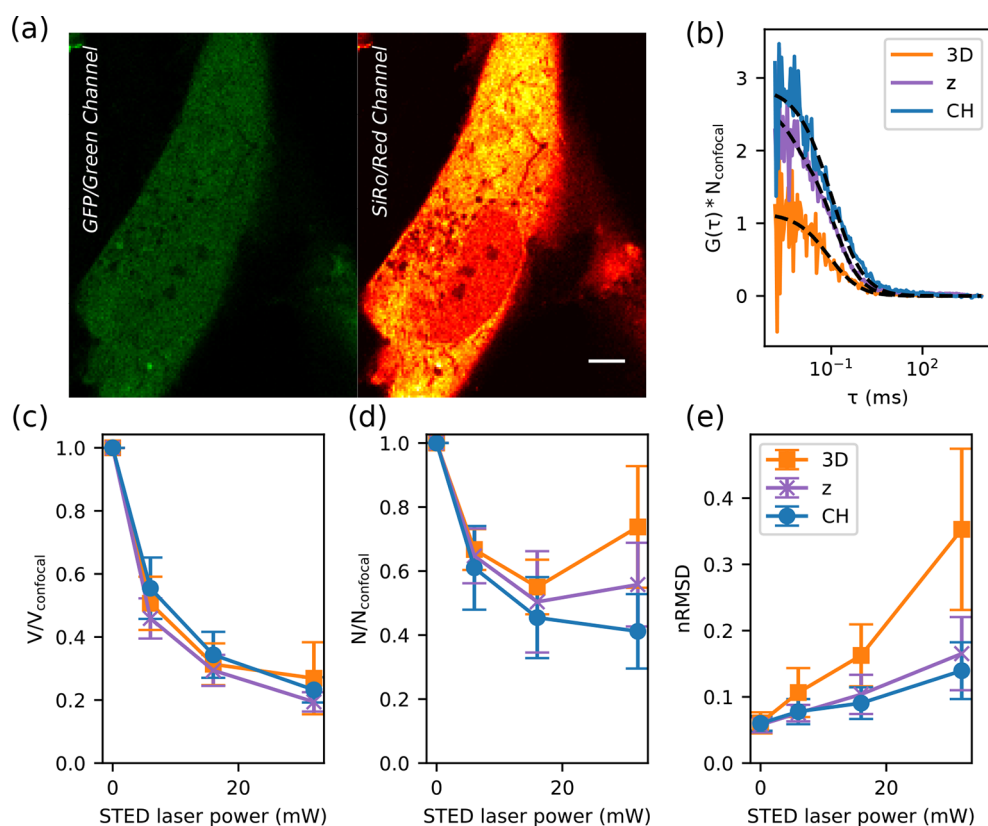 (a)
GFP/Green Channel
SiRo/Red Channel
(b)
3D
z
CH
G(τ) * N_confocal
3
2
1
0
10⁻¹
10²
τ (ms)
(c)
V/V_confocal
1.0
0.8
0.6
0.4
0.2
0.0
0
20
STED laser power (mW)
(d)
N/N_confocal
1.0
0.8
0.6
0.4
0.2
0.0
0
20
STED laser power (mW)
(e)
3D
z
CH
nRMSD
0.4
0.3
0.2
0.1
0.0
0
20
STED laser power (mW)